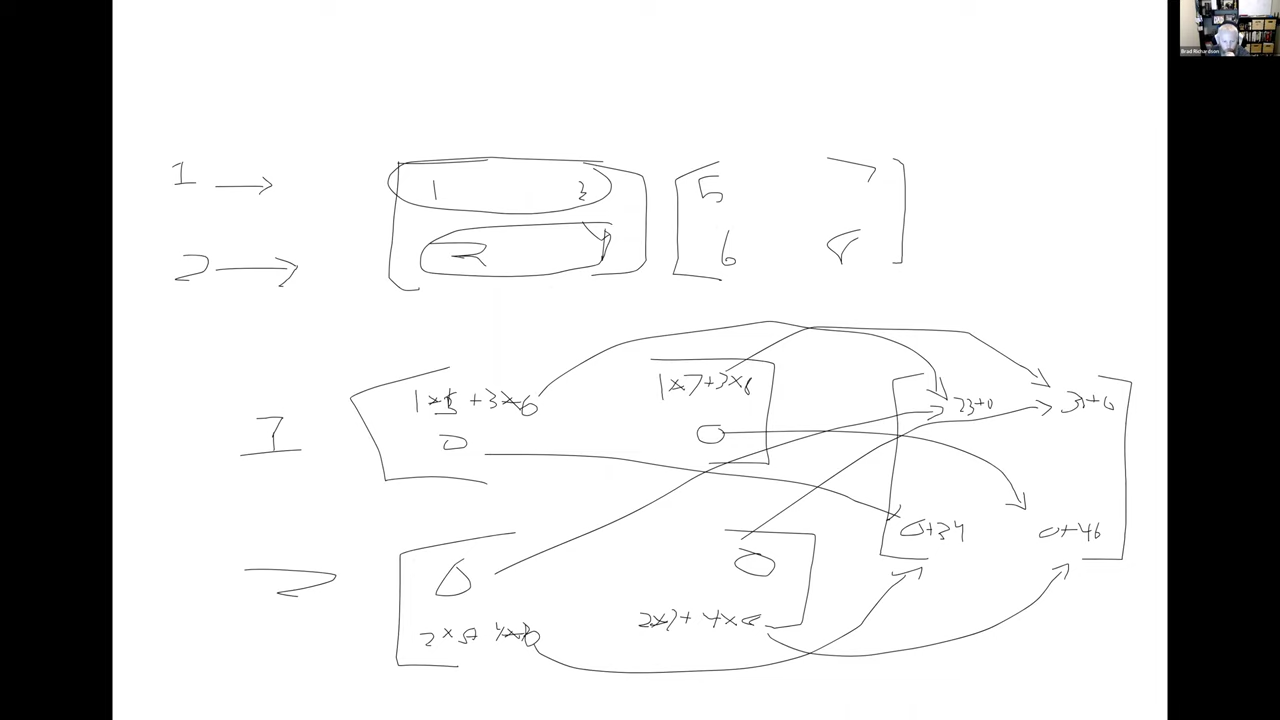 Brad Richardson
1 → 1 3 5 7
2 → 2 4 6 8
1 1×5+3×6 1×7+3×8 23+0 31+0
0 0
0+34 0+46
2 0 0
2×5+4×6 2×7+4×8